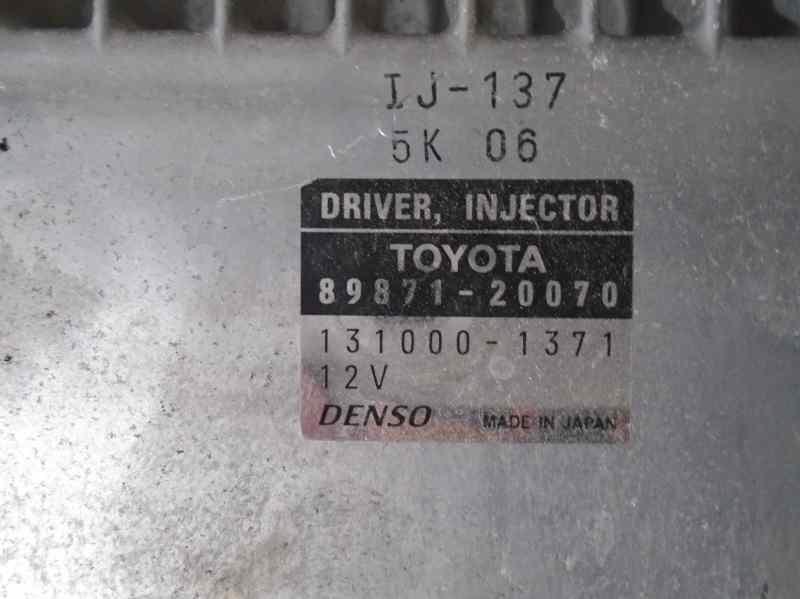 IJ-137
5K 06
DRIVER, INJECTOR
TOYOTA
89871-20070
131000-1371
12V
DENSO MADE IN JAPAN